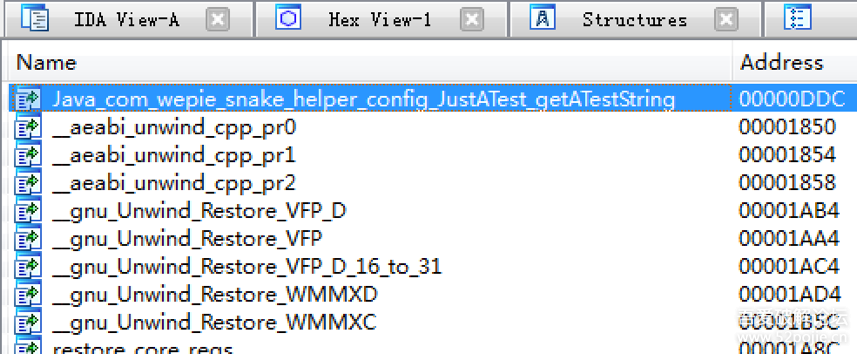 IDA View-A Hex View-1 Structures
Name Address
Java_com_wepie_snake_helper_config_JustATest_getATestString 00000DDC
__aeabi_unwind_cpp_pr0 00001850
__aeabi_unwind_cpp_pr1 00001854
__aeabi_unwind_cpp_pr2 00001858
__gnu_Unwind_Restore_VFP_D 00001AB4
__gnu_Unwind_Restore_VFP 00001AA4
__gnu_Unwind_Restore_VFP_D_16_to_31 00001AC4
__gnu_Unwind_Restore_WMMXD 00001AD4
__gnu_Unwind_Restore_WMMXC 00001B5C
restore_core_regs 00001A8C